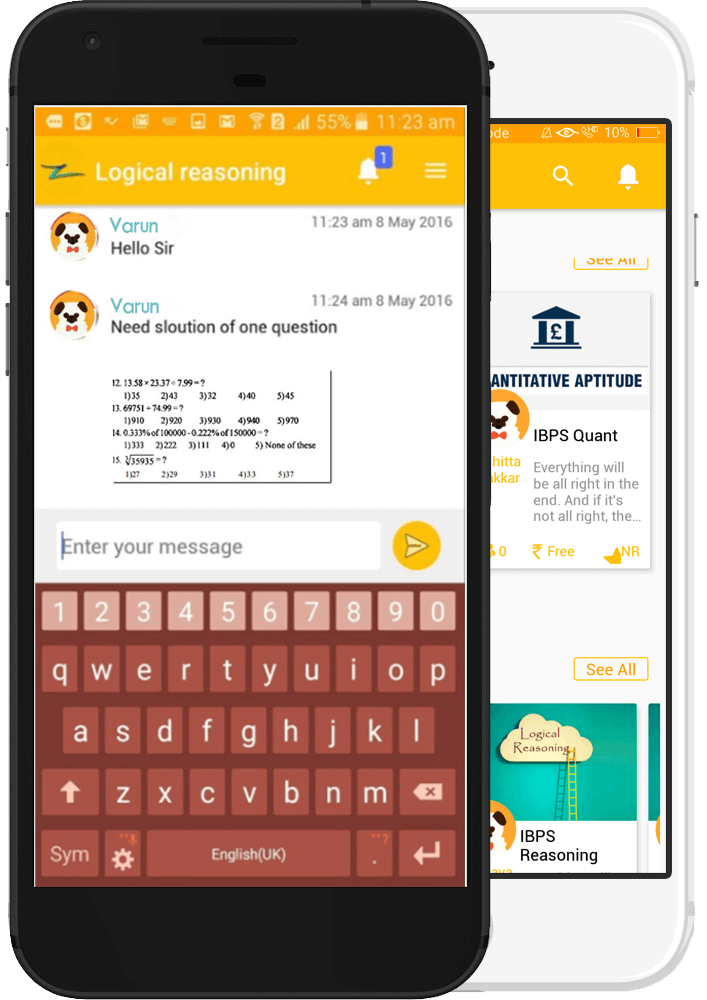 55% 11:23 am
Logical reasoning
1
Varun
11:23 am 8 May 2016
Hello Sir
Varun
11:24 am 8 May 2016
Need sloution of one question
12. 13.58 × 23.37 ÷ 7.99 = ?
1)35 2)43 3)32 4)40 5)45
13. 69751 ÷ 74.99 = ?
1)910 2)920 3)930 4)940 5)970
14. 0.333% of 100000 - 0.222% of 150000 = ?
1)333 2)222 3)111 4)0 5) None of these
15. ∛35935 = ?
1)27 2)29 3)31 4)33 5)37
Enter your message
1 2 3 4 5 6 7 8 9 0
q w e r t y u i o p
a s d f g h j k l
z x c v b n m
Sym English(UK) .
ode 10%
See All
£
ANTITATIVE APTITUDE
IBPS Quant
hitta
kkar
Everything will
be all right in the
end. And if it's
not all right, the...
0 ₹ Free NR
See All
Logical
Reasoning
IBPS
Reasoning